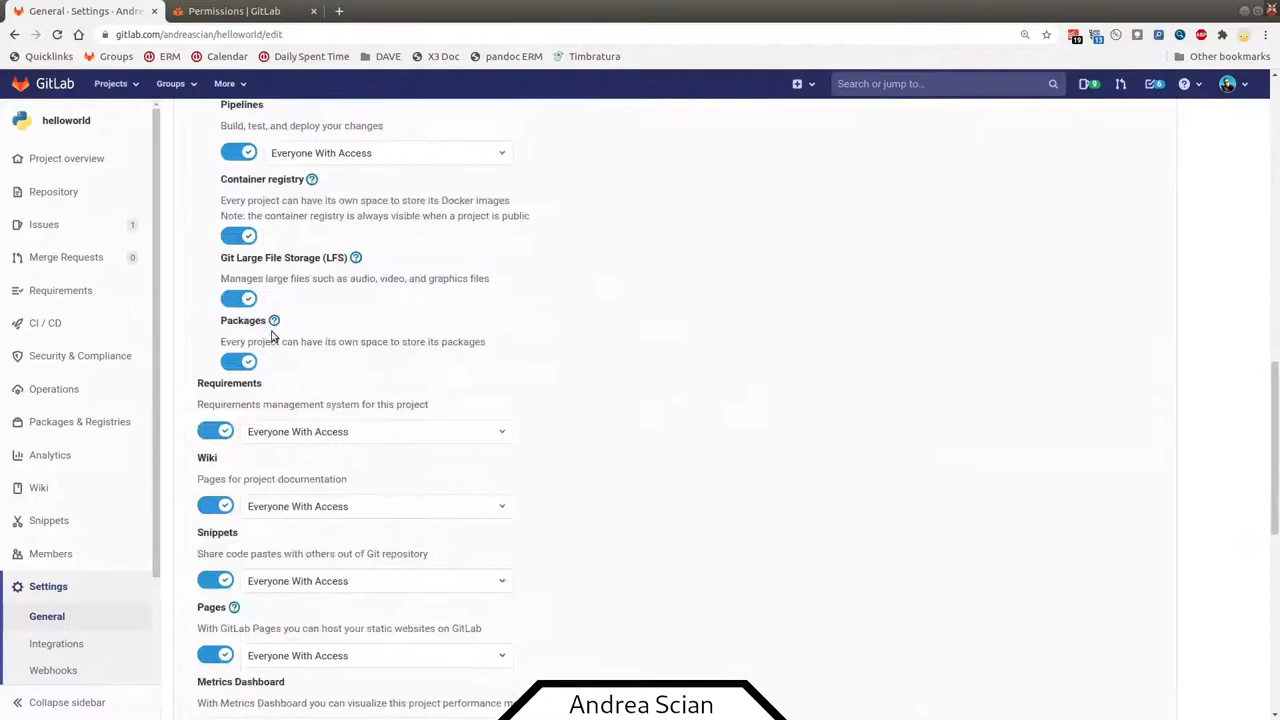 General · Settings · Andre
Permissions | GitLab
gitlab.com/andreascian/helloworld/edit
19
13
Quicklinks
Groups
ERM
Calendar
Daily Spent Time
DAVE
X3 Doc
pandoc ERM
Timbratura
Other bookmarks
GitLab
Projects
Groups
More
Search or jump to...
9
6
helloworld
Project overview
Repository
Issues
1
Merge Requests
0
Requirements
CI / CD
Security & Compliance
Operations
Packages & Registries
Analytics
Wiki
Snippets
Members
Settings
General
Integrations
Webhooks
Collapse sidebar
Pipelines
Build, test, and deploy your changes
Everyone With Access
Container registry
Every project can have its own space to store its Docker images
Note: the container registry is always visible when a project is public
Git Large File Storage (LFS)
Manages large files such as audio, video, and graphics files
Packages
Every project can have its own space to store its packages
Requirements
Requirements management system for this project
Everyone With Access
Wiki
Pages for project documentation
Everyone With Access
Snippets
Share code pastes with others out of Git repository
Everyone With Access
Pages
With GitLab Pages you can host your static websites on GitLab
Everyone With Access
Metrics Dashboard
With Metrics Dashboard you can visualize this project performance m
Andrea Scian